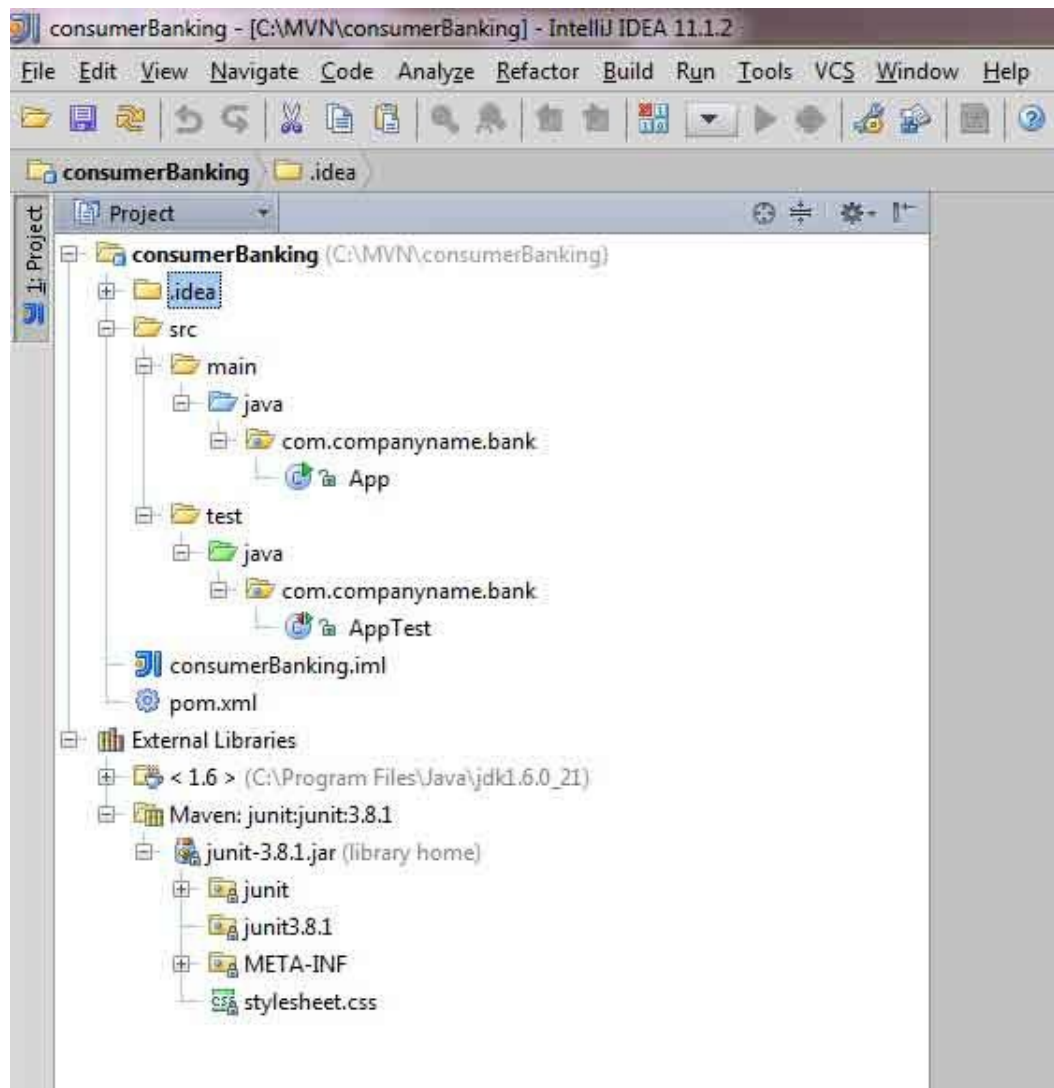 consumerBanking - [C:\MVN\consumerBanking] - IntelliJ IDEA 11.1.2
File Edit View Navigate Code Analyze Refactor Build Run Tools VCS Window Help
consumerBanking .idea
1: Project
Project
consumerBanking (C:\MVN\consumerBanking)
.idea
src
main
java
com.companyname.bank
App
test
java
com.companyname.bank
AppTest
consumerBanking.iml
pom.xml
External Libraries
< 1.6 > (C:\Program Files\Java\jdk1.6.0_21)
Maven: junit:junit:3.8.1
junit-3.8.1.jar (library home)
junit
junit3.8.1
META-INF
stylesheet.css